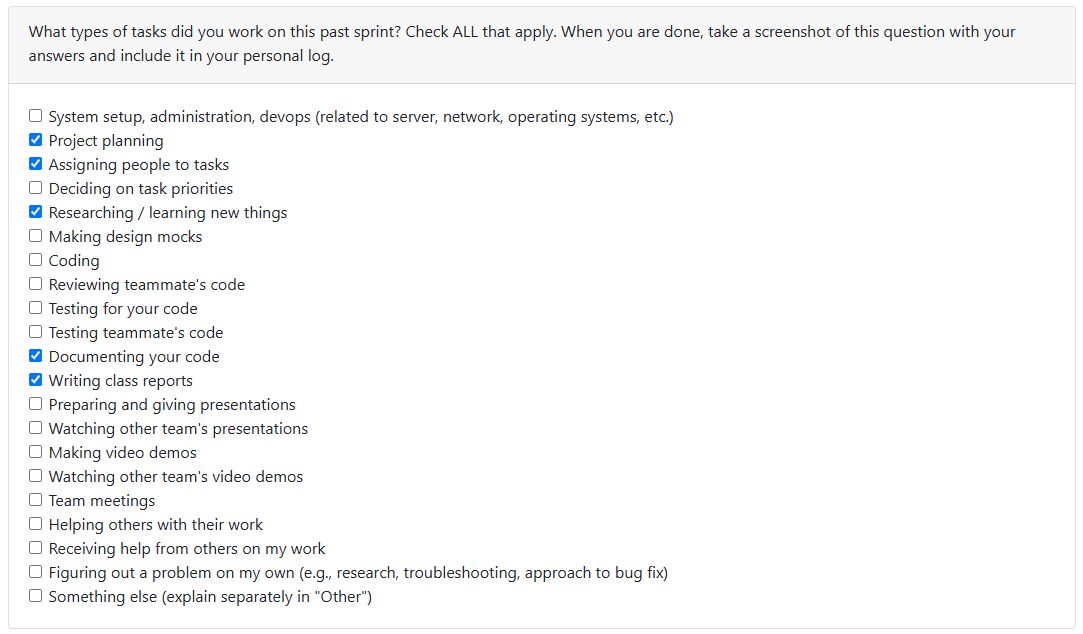 What types of tasks did you work on this past sprint? Check ALL that apply. When you are done, take a screenshot of this question with your
answers and include it in your personal log.
System setup, administration, devops (related to server, network, operating systems, etc.)
Project planning
Assigning people to tasks
Deciding on task priorities
Researching / learning new things
Making design mocks
Coding
Reviewing teammate's code
Testing for your code
Testing teammate's code
Documenting your code
Writing class reports
Preparing and giving presentations
Watching other team's presentations
Making video demos
Watching other team's video demos
Team meetings
Helping others with their work
Receiving help from others on my work
Figuring out a problem on my own (e.g., research, troubleshooting, approach to bug fix)
Something else (explain separately in "Other")